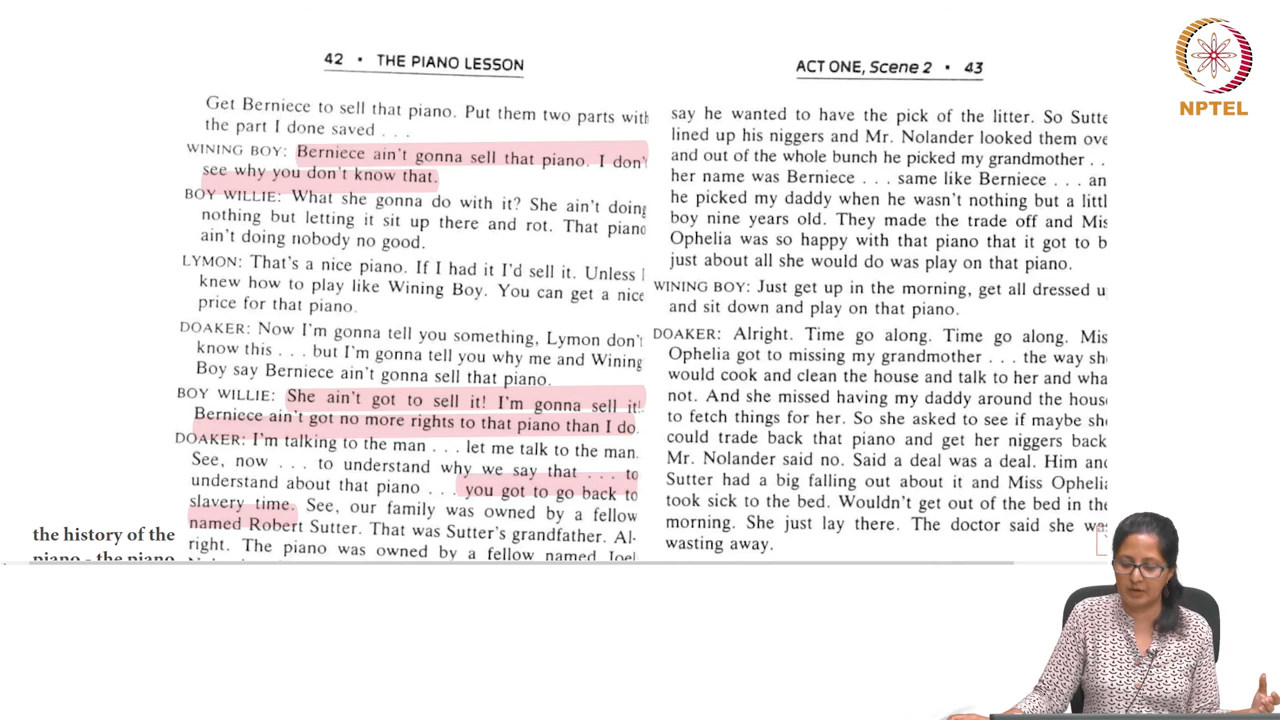 42 • THE PIANO LESSON
Get Berniece to sell that piano. Put them two parts with
the part I done saved . . .
WINING BOY: Berniece ain't gonna sell that piano. I don'
see why you don't know that.
BOY WILLIE: What she gonna do with it? She ain't doing
nothing but letting it sit up there and rot. That piano
ain't doing nobody no good.
LYMON: That's a nice piano. If I had it I'd sell it. Unless I
knew how to play like Wining Boy. You can get a nice
price for that piano.
DOAKER: Now I'm gonna tell you something, Lymon don't
know this . . . but I'm gonna tell you why me and Wining
Boy say Berniece ain't gonna sell that piano.
BOY WILLIE: She ain't got to sell it! I'm gonna sell it!
Berniece ain't got no more rights to that piano than I do.
DOAKER: I'm talking to the man . . . let me talk to the man.
See, now . . . to understand why we say that . . . to
understand about that piano . . . you got to go back to
slavery time. See, our family was owned by a fellow
named Robert Sutter. That was Sutter's grandfather. Al-
right. The piano was owned by a fellow named Joel
ACT ONE, Scene 2 • 43
say he wanted to have the pick of the litter. So Sutte
lined up his niggers and Mr. Nolander looked them ove
and out of the whole bunch he picked my grandmother . .
her name was Berniece . . . same like Berniece . . . an
he picked my daddy when he wasn't nothing but a littl
boy nine years old. They made the trade off and Mis
Ophelia was so happy with that piano that it got to b
just about all she would do was play on that piano.
WINING BOY: Just get up in the morning, get all dressed u
and sit down and play on that piano.
DOAKER: Alright. Time go along. Time go along. Mis
Ophelia got to missing my grandmother . . . the way sh
would cook and clean the house and talk to her and wha
not. And she missed having my daddy around the hous
to fetch things for her. So she asked to see if maybe sh
could trade back that piano and get her niggers back
Mr. Nolander said no. Said a deal was a deal. Him and
Sutter had a big falling out about it and Miss Ophelia
took sick to the bed. Wouldn't get out of the bed in the
morning. She just lay there. The doctor said she wa
wasting away.
the history of the
piano - the piano
NPTEL